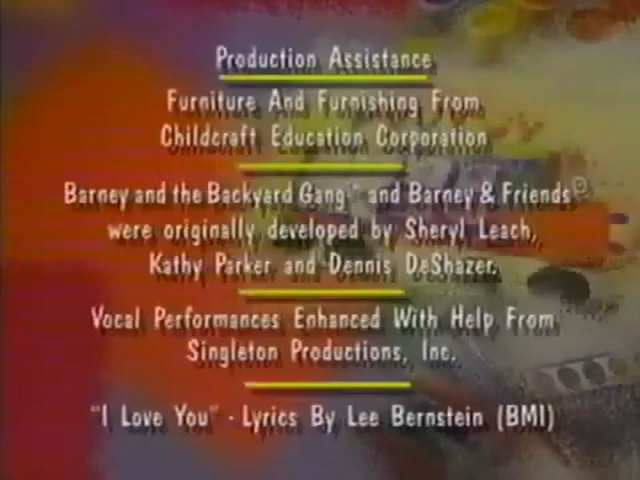 Production Assistance
Furniture And Furnishing From
Childcraft Education Corporation
Barney and the Backyard Gang™ and Barney & Friends®
were originally developed by Sheryl Leach,
Kathy Parker and Dennis DeShazer.
Vocal Performances Enhanced With Help From
Singleton Productions, Inc.
"I Love You" - Lyrics By Lee Bernstein (BMI)